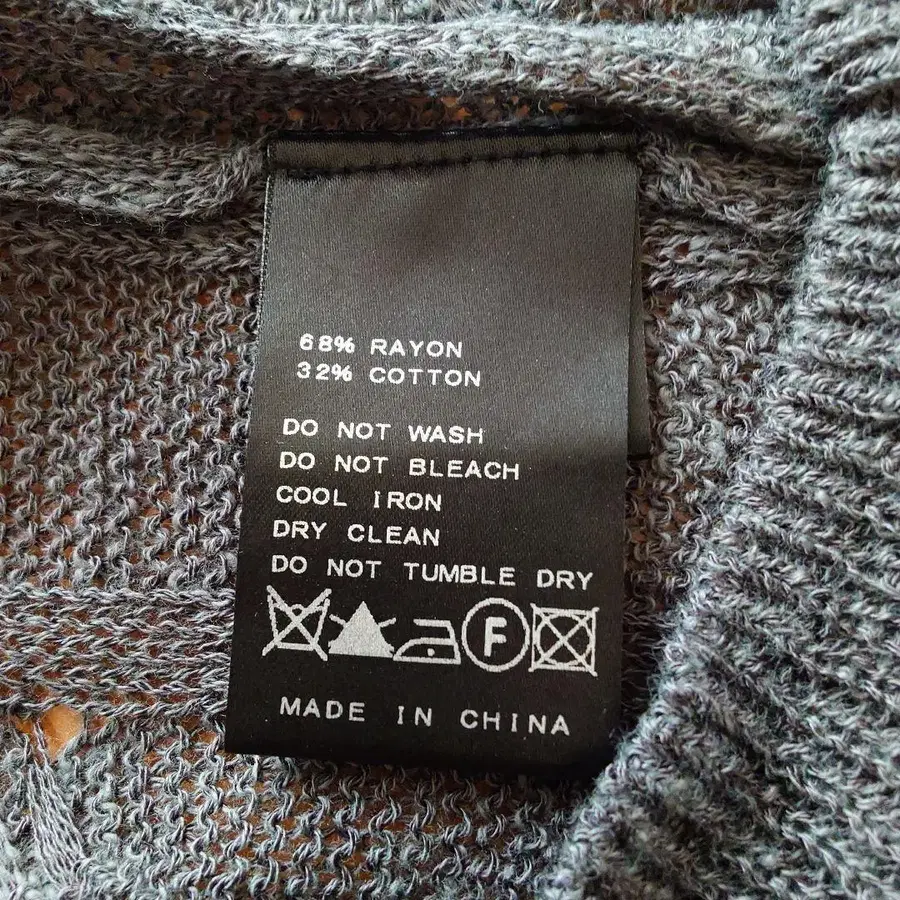 68% RAYON
32% COTTON
DO NOT WASH
DO NOT BLEACH
COOL IRON
DRY CLEAN
DO NOT TUMBLE DRY
F
MADE IN CHINA